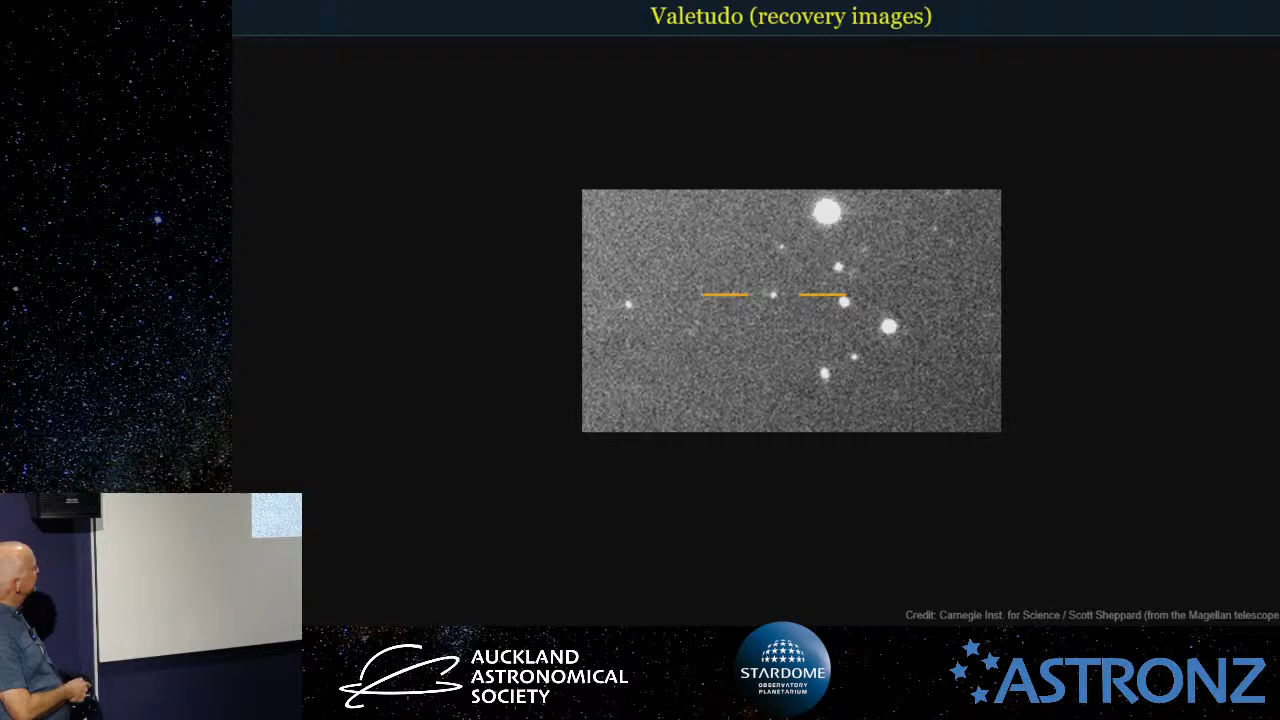 Valetudo (recovery images)
Credit: Carnegie Inst. for Science / Scott Sheppard (from the Magellan telescope
AUCKLAND
ASTRONOMICAL
SOCIETY
STARDOME
OBSERVATORY
PLANETARIUM
ASTRONZ